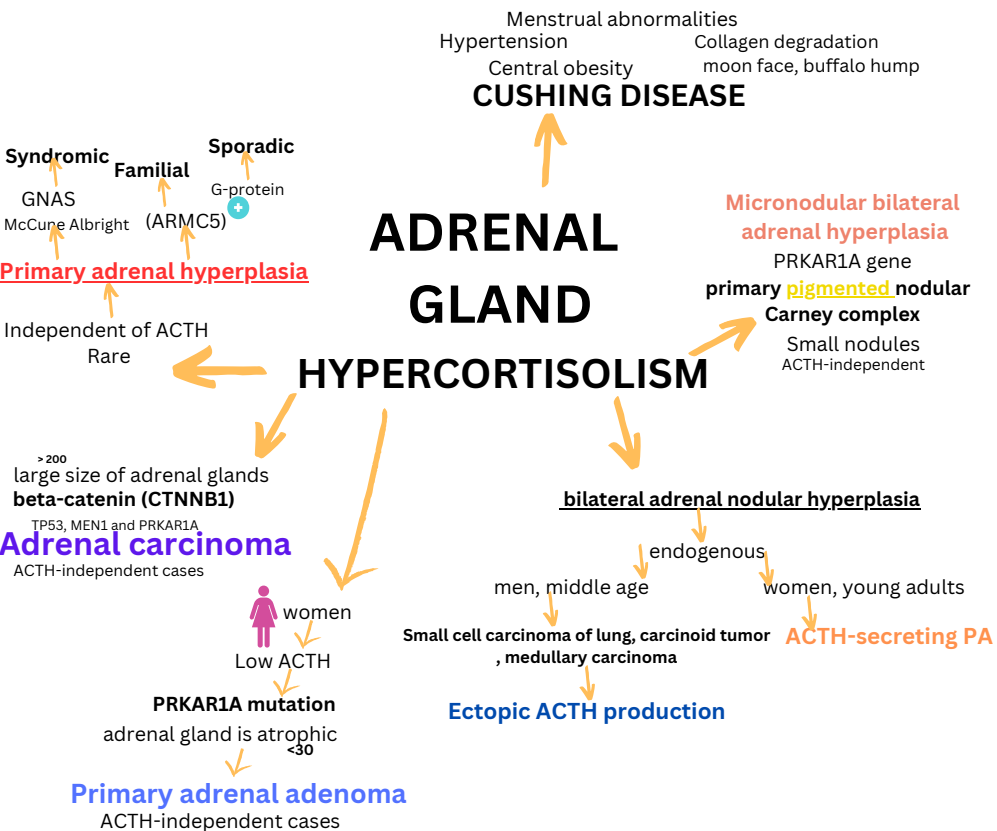 Menstrual abnormalities
Hypertension
Collagen degradation
Central obesity
moon face, buffalo hump
CUSHING DISEASE
Syndromic
Familial
Sporadic
GNAS
McCune Albright
(ARMC5)
G-protein
+
Primary adrenal hyperplasia
Independent of ACTH
Rare
ADRENAL
GLAND
HYPERCORTISOLISM
Micronodular bilateral
adrenal hyperplasia
PRKAR1A gene
primary pigmented nodular
Carney complex
Small nodules
ACTH-independent
> 200
large size of adrenal glands
beta-catenin (CTNNB1)
TP53, MEN1 and PRKAR1A
Adrenal carcinoma
ACTH-independent cases
women
Low ACTH
PRKAR1A mutation
adrenal gland is atrophic
<30
Primary adrenal adenoma
ACTH-independent cases
bilateral adrenal nodular hyperplasia
endogenous
men, middle age
women, young adults
Small cell carcinoma of lung, carcinoid tumor
, medullary carcinoma
Ectopic ACTH production
ACTH-secreting PA